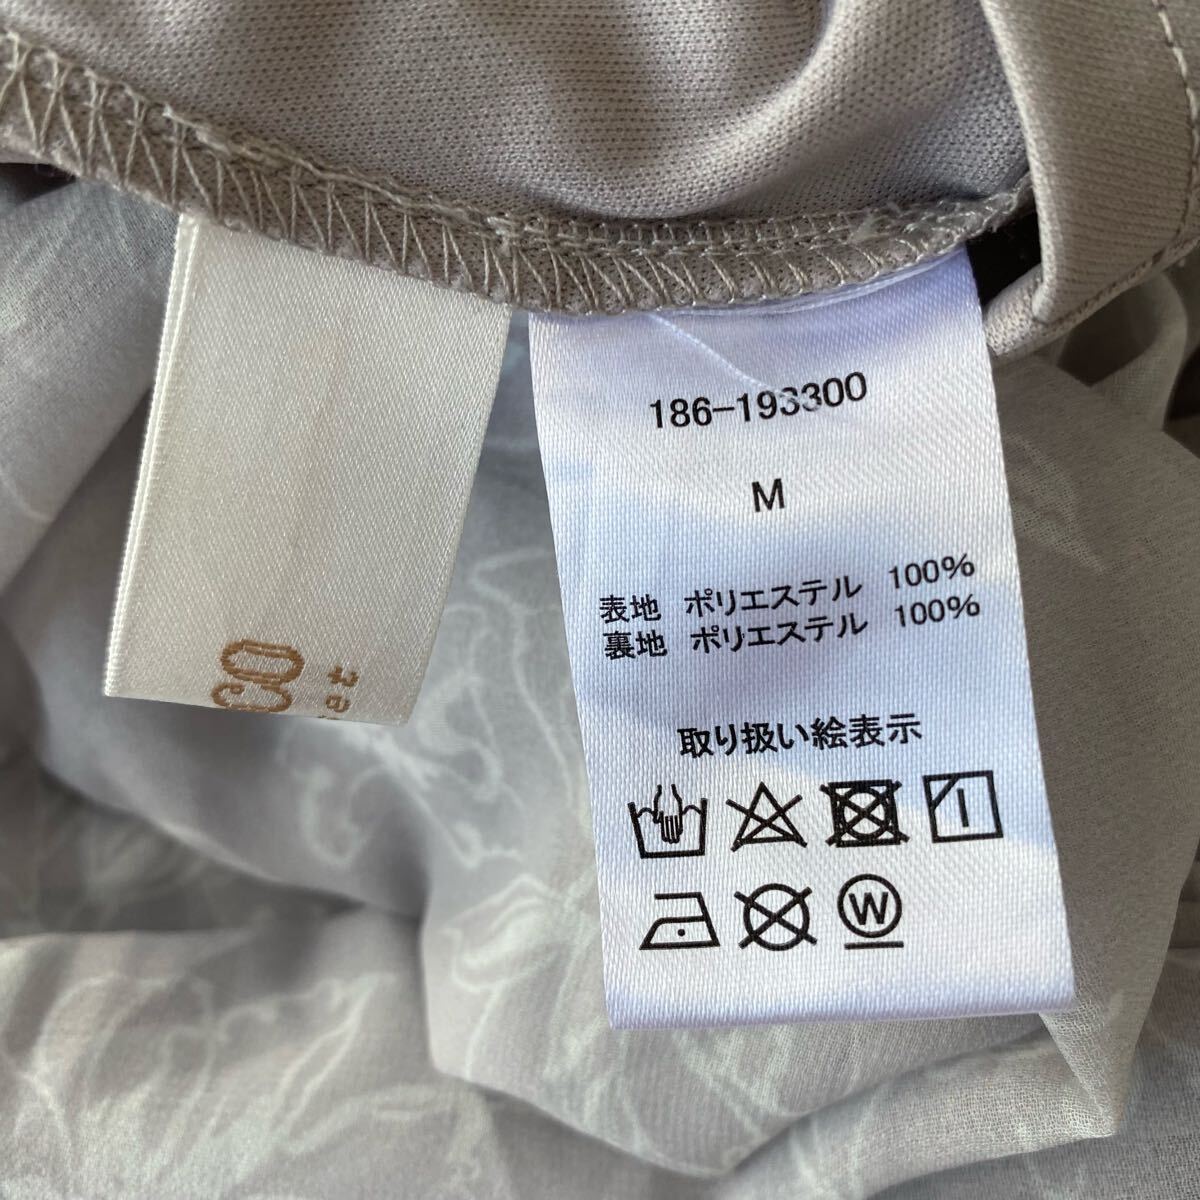 186-193300
M
表地 ポリエステル 100%
裏地 ポリエステル 100%
取り扱い絵表示
W